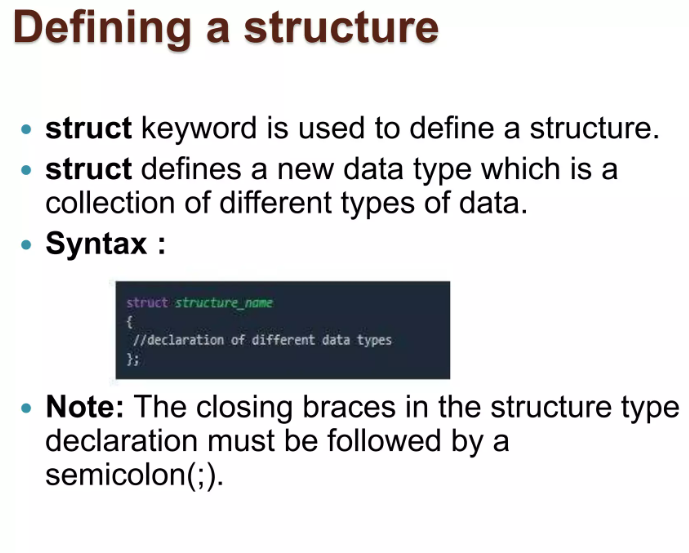 Defining a structure
struct keyword is used to define a structure.
struct defines a new data type which is a
collection of different types of data.
Syntax :
struct structure_name
{
//declaration of different data types
};
Note: The closing braces in the structure type
declaration must be followed by a
semicolon(;).